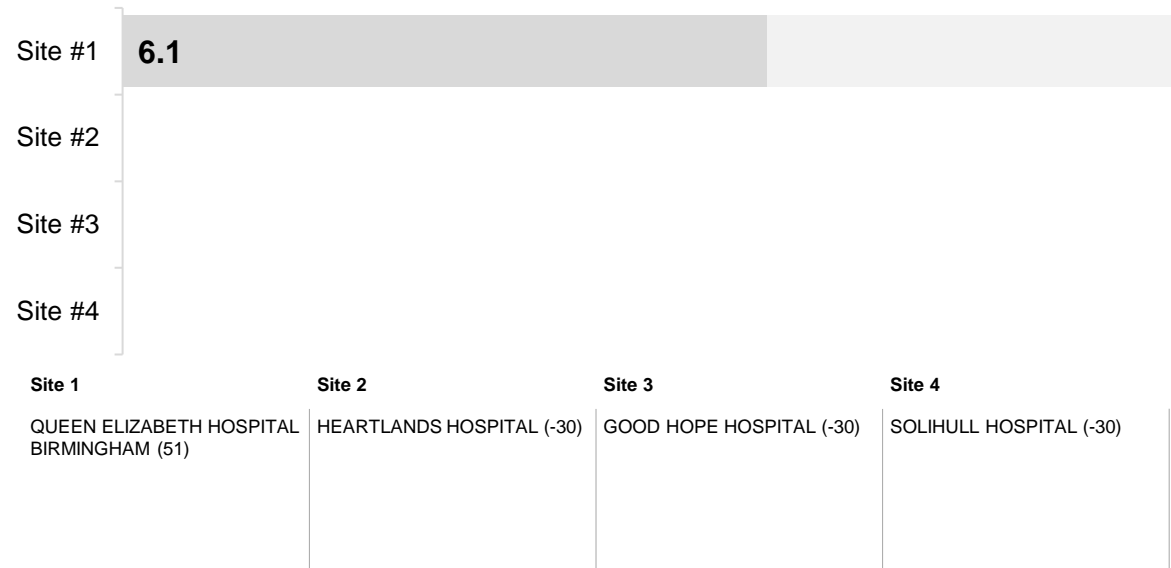 Site #1
6.1
Site #2
Site #3
Site #4
Site 1
Site 2
Site 3
Site 4
QUEEN ELIZABETH HOSPITAL
BIRMINGHAM (51)
HEARTLANDS HOSPITAL (-30)
GOOD HOPE HOSPITAL (-30)
SOLIHULL HOSPITAL (-30)